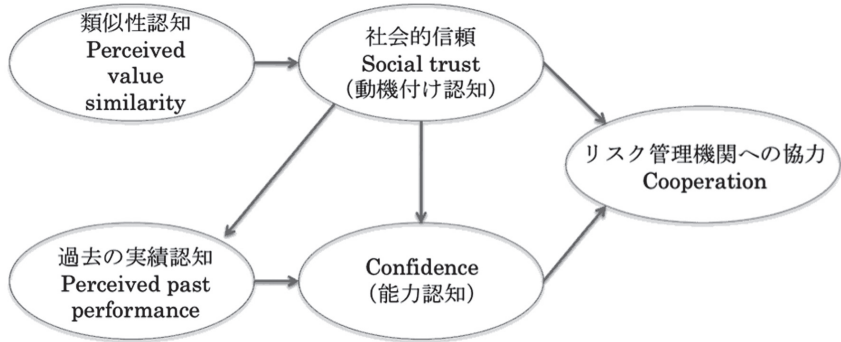 類似性認知
Perceived
value
similarity
社会的信頼
Social trust
（動機付け認知）
リスク管理機関への協力
Cooperation
過去の実績認知
Perceived past
performance
Confidence
（能力認知）